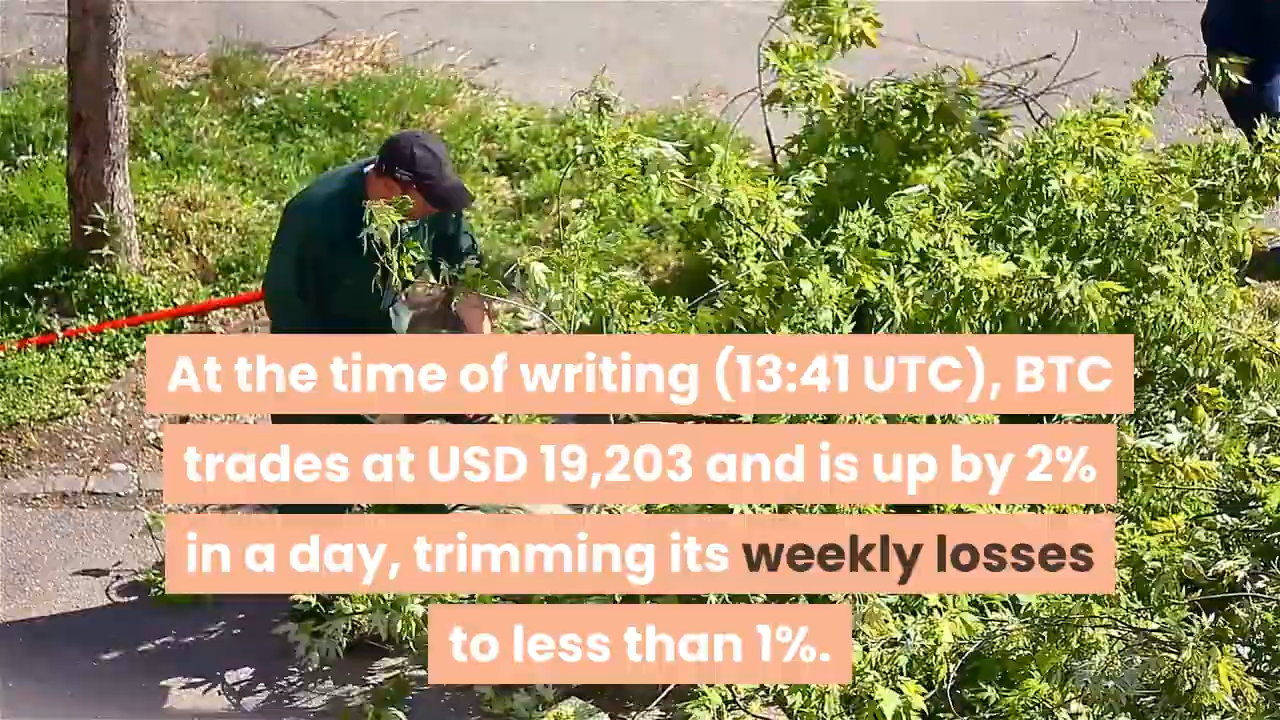 At the time of writing (13:41 UTC), BTC
trades at USD 19,203 and is up by 2%
in a day, trimming its weekly losses
to less than 1%.